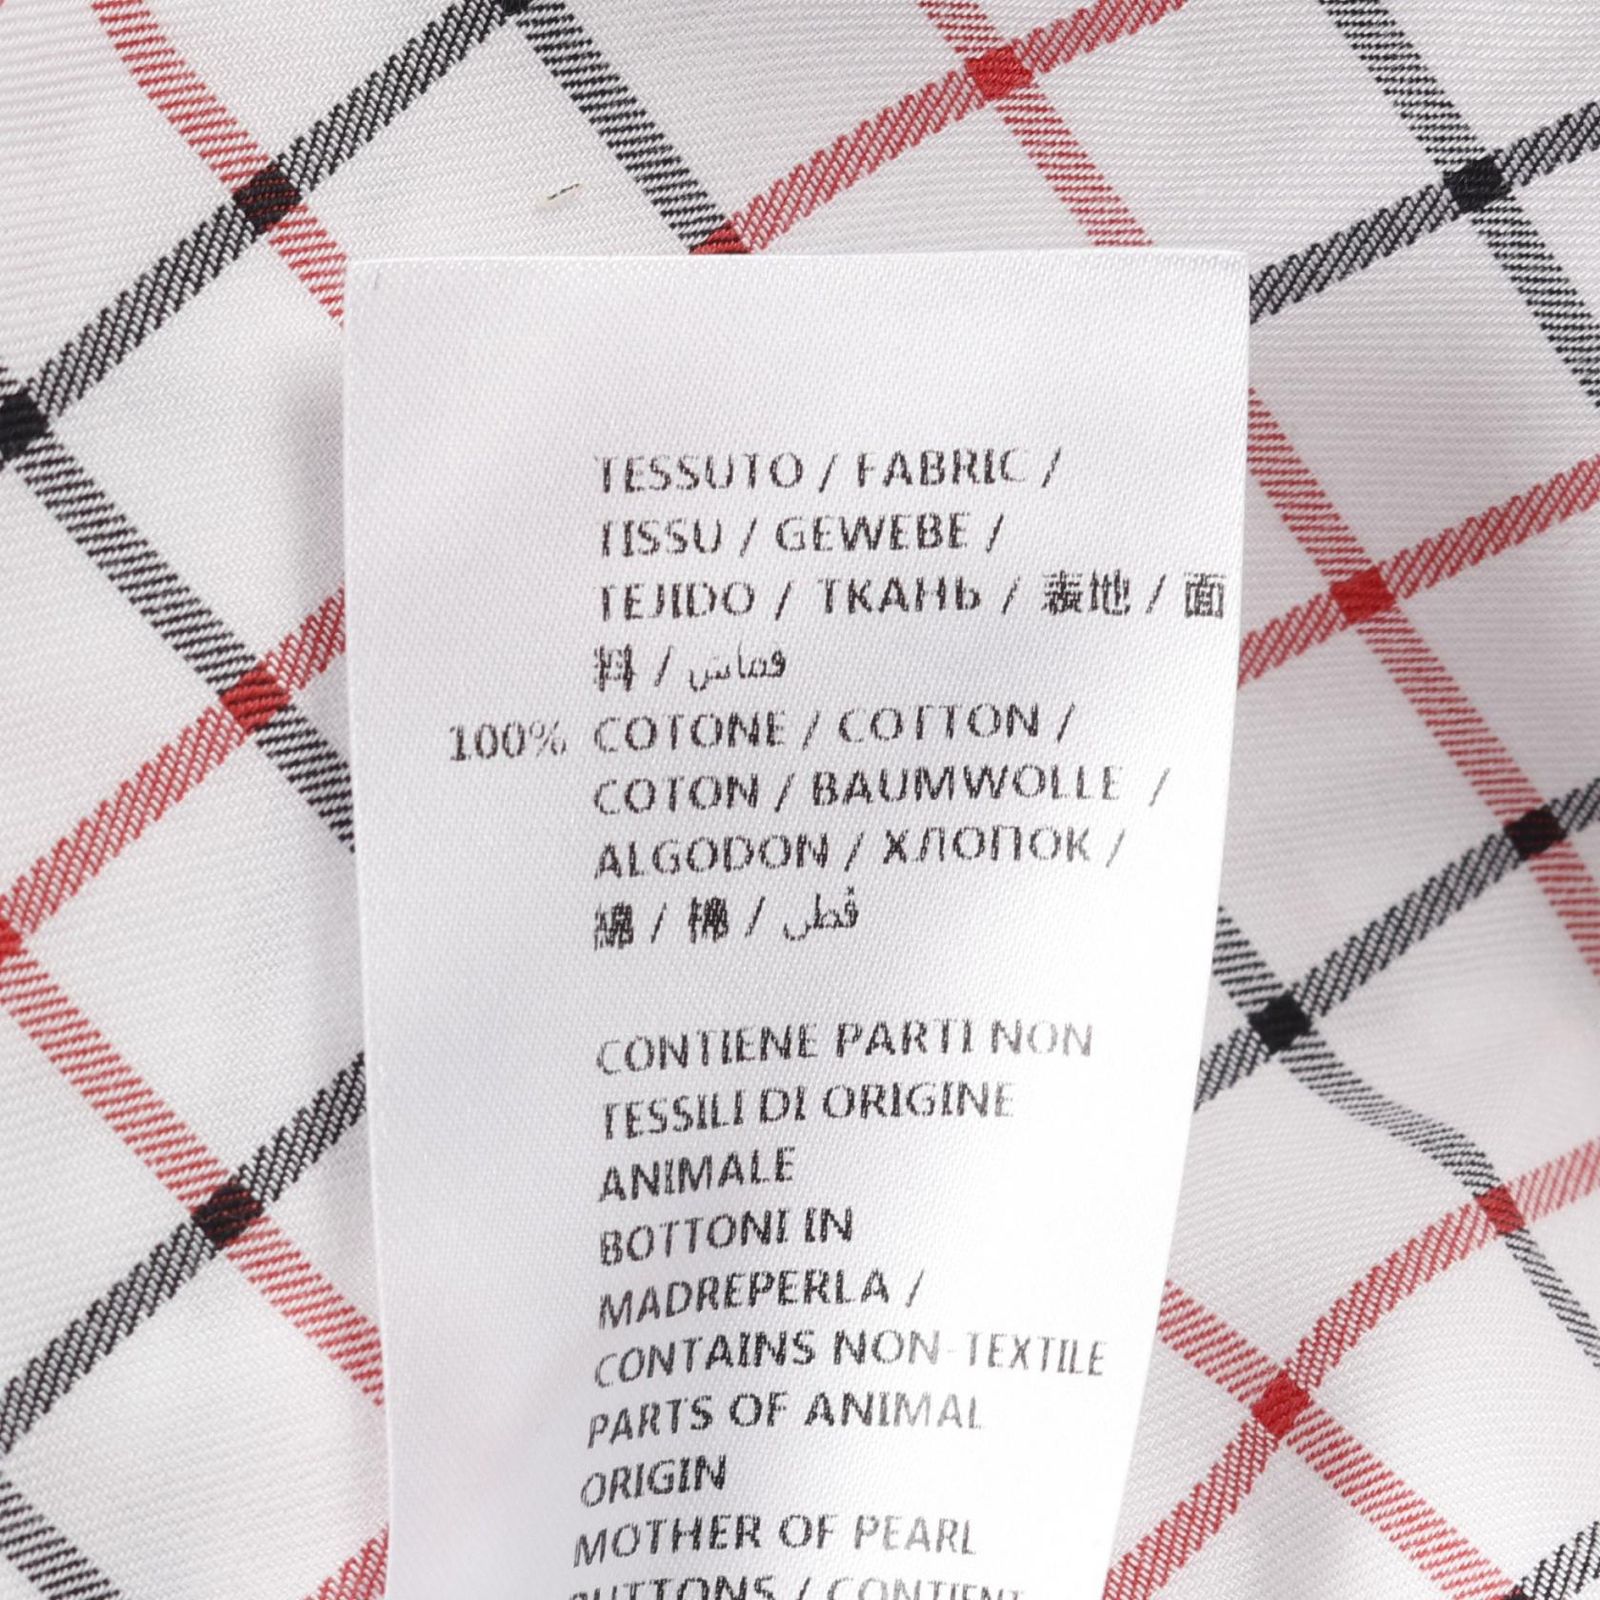 TESSUTO / FABRIC /
TISSU / GEWEBE /
TEJIDO / ТКАНЬ / 表地 / 面
料 / قماش
100% COTONE / COTTON /
COTON / BAUMWOLLE /
ALGODON / ХЛОПОК /
綿 / 棉 / قطن
CONTIENE PARTI NON
TESSILI DI ORIGINE
ANIMALE
BOTTONI IN
MADREPERLA /
CONTAINS NON-TEXTILE
PARTS OF ANIMAL
ORIGIN
MOTHER OF PEARL
BUTTONS / CONTIENT